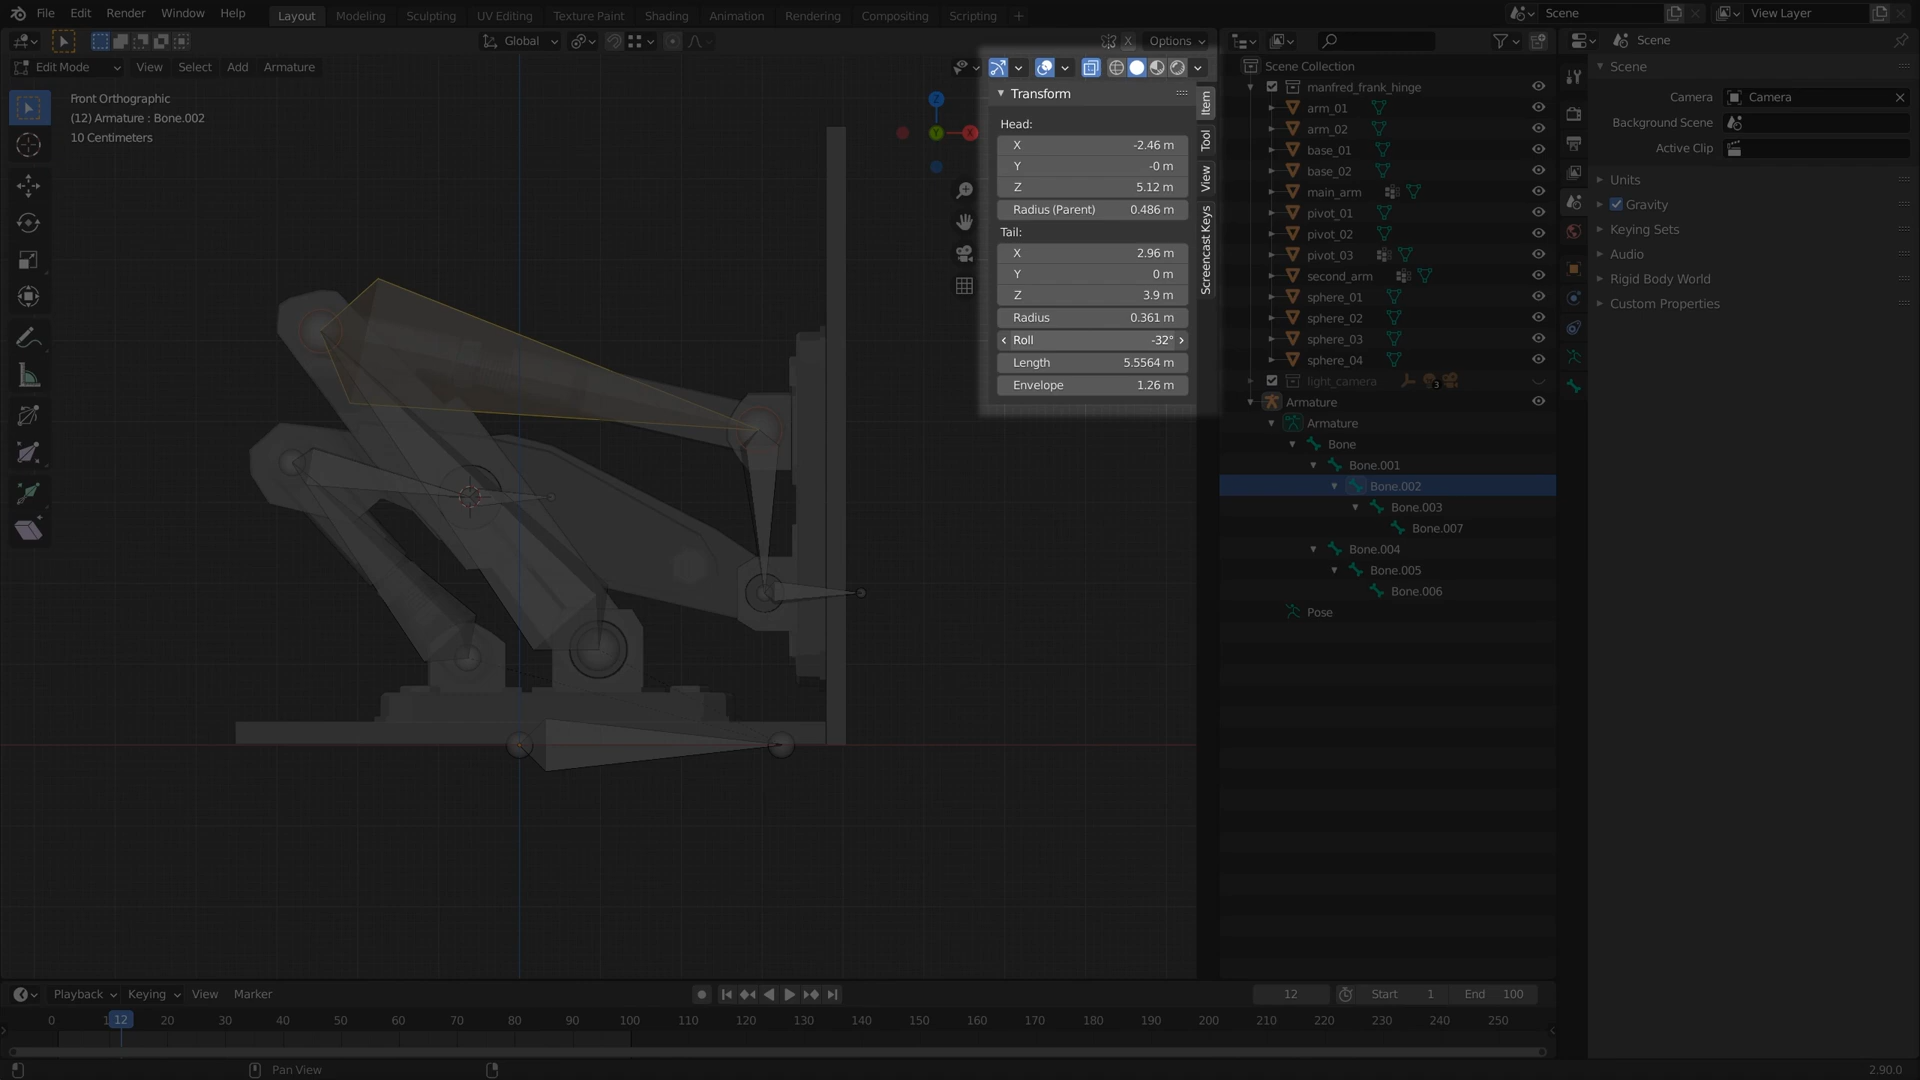 File Edit Render Window Help Layout Modeling Sculpting UV Editing Texture Paint Shading Animation Rendering Compositing Scripting + Scene View Layer
Global X Options
Edit Mode View Select Add Armature
Front Orthographic
(12) Armature : Bone.002
10 Centimeters
Z
Y
X
Transform
Head:
X -2.46 m
Y -0 m
Z 5.12 m
Radius (Parent) 0.486 m
Tail:
X 2.96 m
Y 0 m
Z 3.9 m
Radius 0.361 m
Roll -32°
Length 5.5564 m
Envelope 1.26 m
Item
Tool
View
Screencast Keys
Scene Collection
manfred_frank_hinge
arm_01
arm_02
base_01
base_02
main_arm
pivot_01
pivot_02
pivot_03
second_arm
sphere_01
sphere_02
sphere_03
sphere_04
light_camera 3
Armature
Armature
Bone
Bone.001
Bone.002
Bone.003
Bone.007
Bone.004
Bone.005
Bone.006
Pose
Scene
Scene
Camera Camera
Background Scene
Active Clip
Units
Gravity
Keying Sets
Audio
Rigid Body World
Custom Properties
Playback Keying View Marker 12 Start 1 End 100
0 12 20 30 40 50 60 70 80 90 100 110 120 130 140 150 160 170 180 190 200 210 220 230 240 250
Pan View 2.90.0